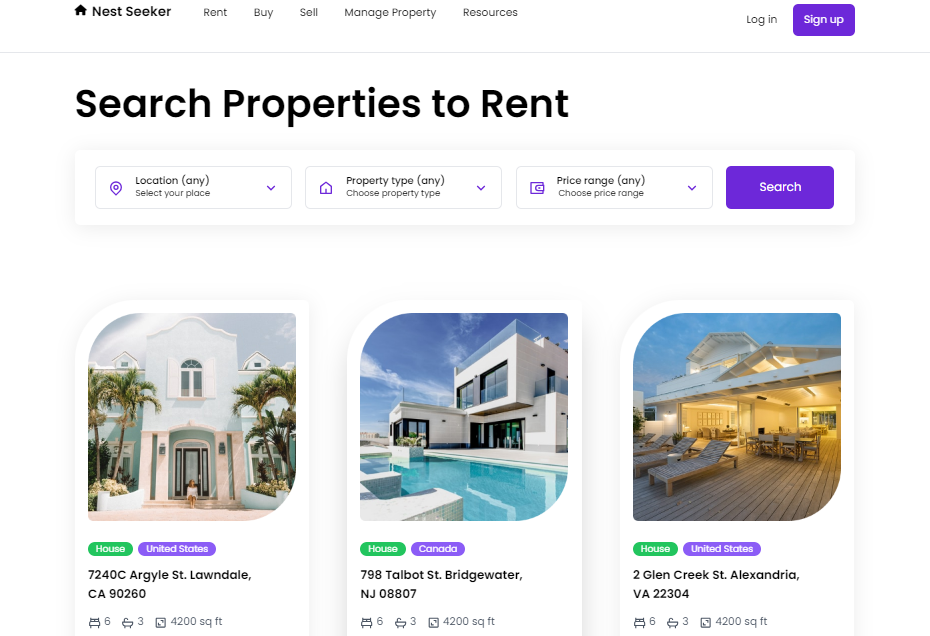 Nest Seeker
Rent
Buy
Sell
Manage Property
Resources
Log in
Sign up
Search Properties to Rent
Location (any)
Select your place
Property type (any)
Choose property type
Price range (any)
Choose price range
Search
House
United States
7240C Argyle St. Lawndale,
CA 90260
6
3
4200 sq ft
House
Canada
798 Talbot St. Bridgewater,
NJ 08807
6
3
4200 sq ft
House
United States
2 Glen Creek St. Alexandria,
VA 22304
6
3
4200 sq ft